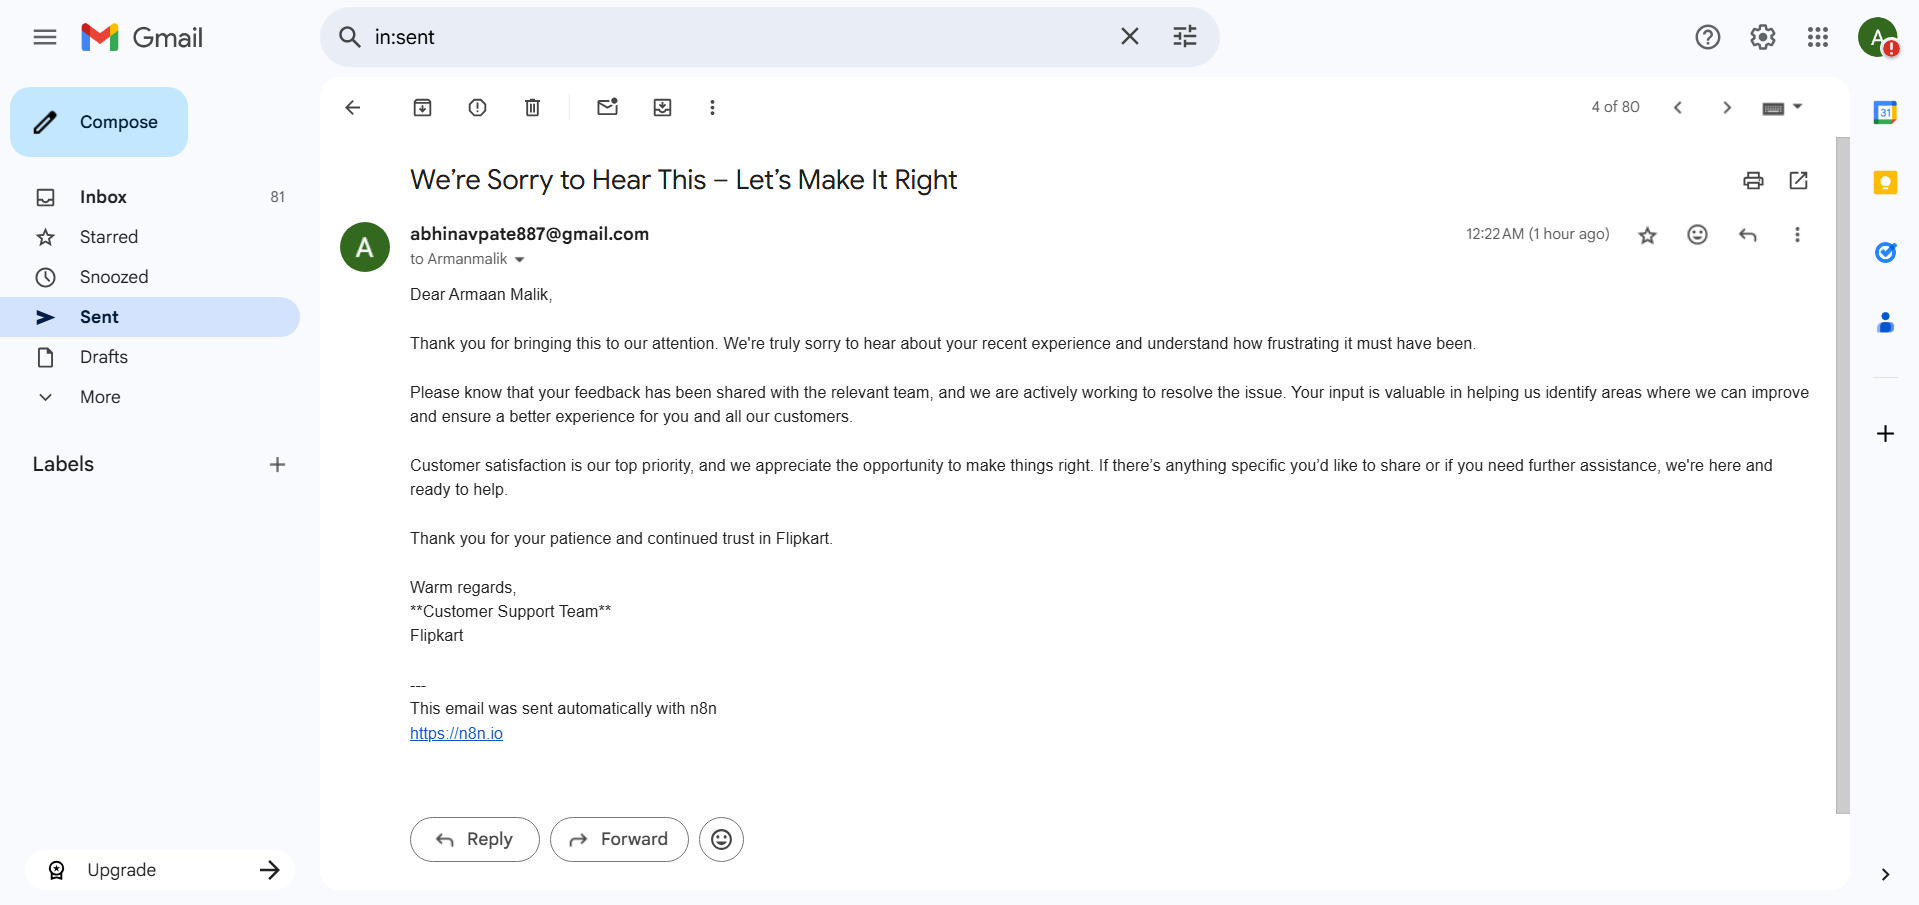 Gmail
in:sent
A
Compose
4 of 80
31
We’re Sorry to Hear This – Let’s Make It Right
Inbox 81
Starred
Snoozed
Sent
Drafts
More
Labels
A
abhinavpate887@gmail.com
12:22 AM (1 hour ago)
to Armanmalik
Dear Armaan Malik,
Thank you for bringing this to our attention. We're truly sorry to hear about your recent experience and understand how frustrating it must have been.
Please know that your feedback has been shared with the relevant team, and we are actively working to resolve the issue. Your input is valuable in helping us identify areas where we can improve
and ensure a better experience for you and all our customers.
Customer satisfaction is our top priority, and we appreciate the opportunity to make things right. If there’s anything specific you’d like to share or if you need further assistance, we're here and
ready to help.
Thank you for your patience and continued trust in Flipkart.
Warm regards,
**Customer Support Team**
Flipkart
---
This email was sent automatically with n8n
https://n8n.io
Reply
Forward
Upgrade